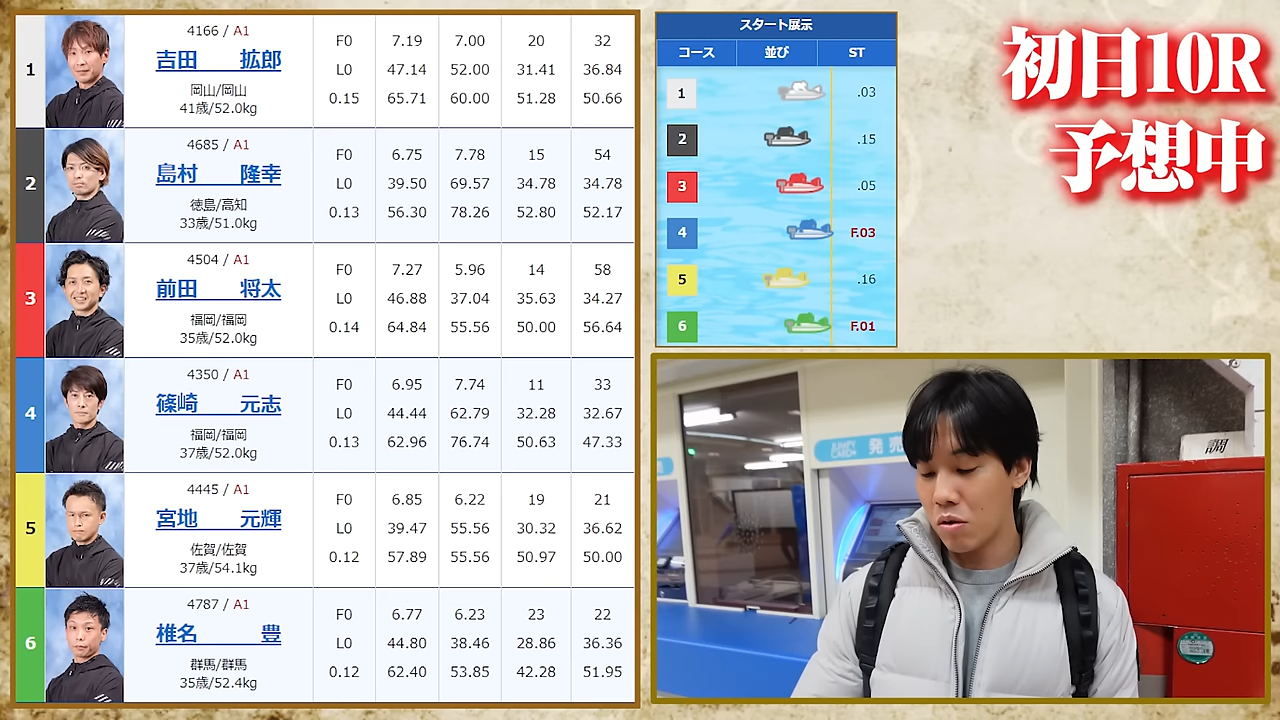 1
4166 / A1
吉田 拡郎
岡山/岡山
41歳/52.0kg
F0 7.19 7.00 20 32
L0 47.14 52.00 31.41 36.84
0.15 65.71 60.00 51.28 50.66
2
4685 / A1
島村 隆幸
徳島/高知
33歳/51.0kg
F0 6.75 7.78 15 54
L0 39.50 69.57 34.78 34.78
0.13 56.30 78.26 52.80 52.17
3
4504 / A1
前田 将太
福岡/福岡
35歳/52.0kg
F0 7.27 5.96 14 58
L0 46.88 37.04 35.63 34.27
0.14 64.84 55.56 50.00 56.64
4
4350 / A1
篠崎 元志
福岡/福岡
37歳/52.0kg
F0 6.95 7.74 11 33
L0 44.44 62.79 32.28 32.67
0.13 62.96 76.74 50.63 47.33
5
4445 / A1
宮地 元輝
佐賀/佐賀
37歳/54.1kg
F0 6.85 6.22 19 21
L0 39.47 55.56 30.32 36.62
0.12 57.89 55.56 50.97 50.00
6
4787 / A1
椎名 豊
群馬/群馬
35歳/52.4kg
F0 6.77 6.23 23 22
L0 44.80 38.46 28.86 36.36
0.12 62.40 53.85 42.28 51.95
スタート展示
コース 並び ST
1 .03
2 .15
3 .05
4 F.03
5 .16
6 F.01
初日10R
予想中
JUMPY
CARD+
発売
調